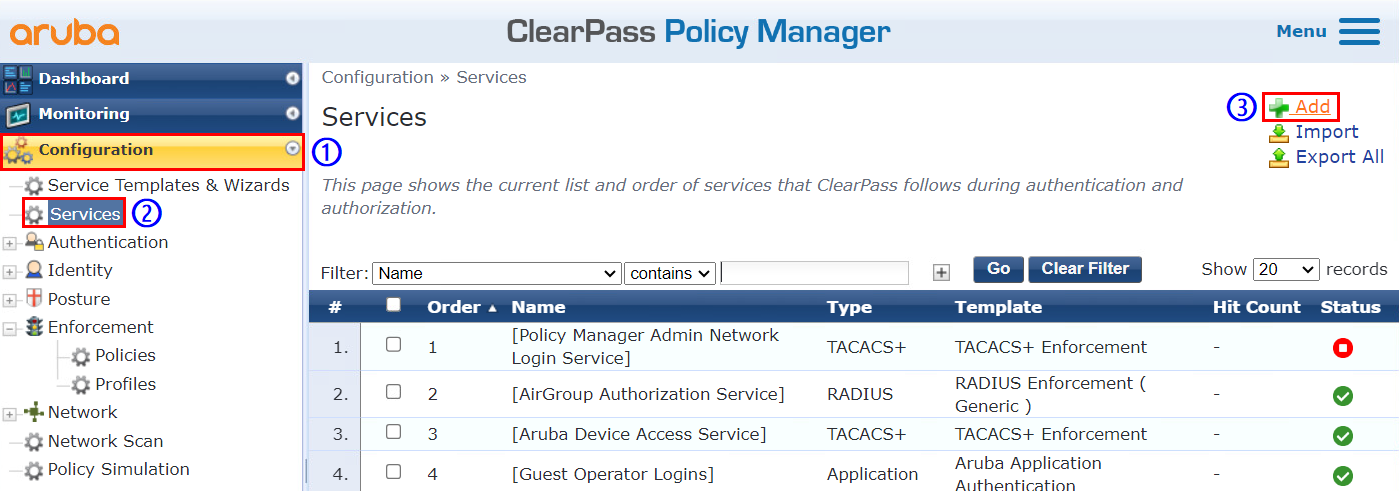 aruba
ClearPass Policy Manager
Menu
Dashboard
Monitoring
Configuration
1
Service Templates & Wizards
Services
2
Authentication
Identity
Posture
Enforcement
Policies
Profiles
Network
Network Scan
Policy Simulation
Configuration » Services
Services
3
Add
Import
Export All
This page shows the current list and order of services that ClearPass follows during authentication and
authorization.
Filter: Name contains Go Clear Filter Show 20 records
# Order Name Type Template Hit Count Status
1. 1 [Policy Manager Admin Network TACACS+ TACACS+ Enforcement -
Login Service]
2. 2 [AirGroup Authorization Service] RADIUS RADIUS Enforcement ( -
Generic )
3. 3 [Aruba Device Access Service] TACACS+ TACACS+ Enforcement -
4. 4 [Guest Operator Logins] Application Aruba Application -
Authentication